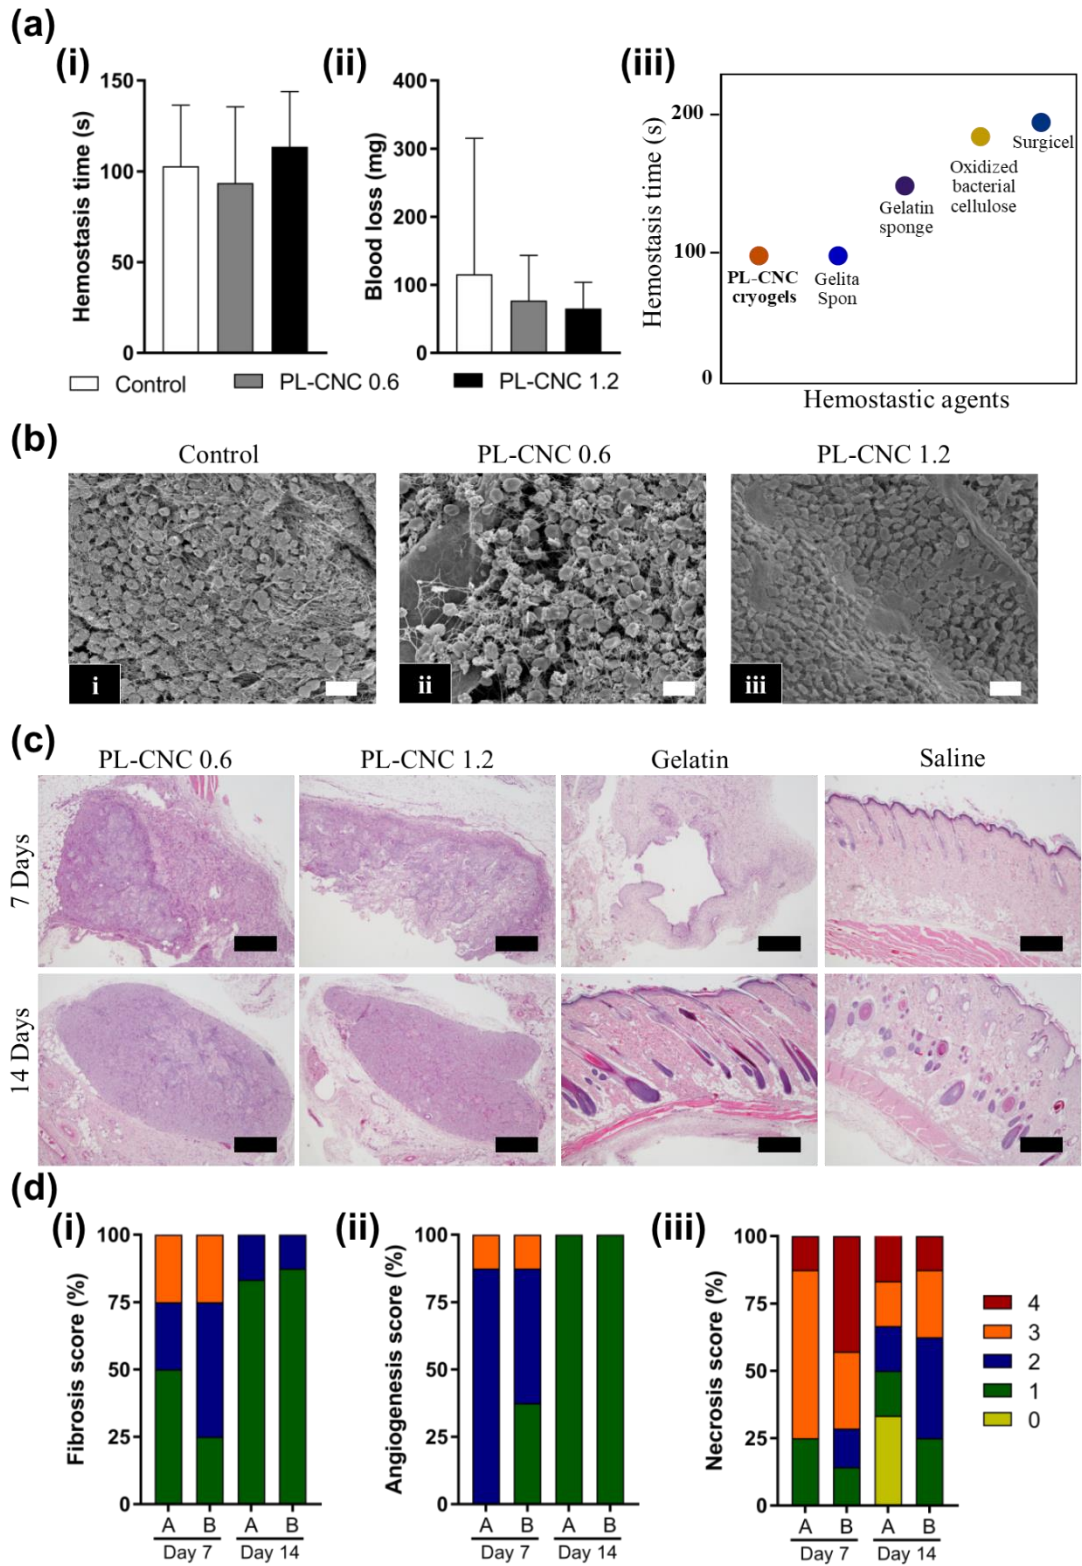 (a)
(i)
(ii)
(iii)
Hemostasis time (s)
150
100
50
0
Blood loss (mg)
400
300
200
100
0
Hemostasis time (s)
200
100
0
PL-CNC
cryogels
Gelita
Spon
Gelatin
sponge
Oxidized
bacterial
cellulose
Surgicel
Hemostastic agents
Control
PL-CNC 0.6
PL-CNC 1.2
(b)
Control
PL-CNC 0.6
PL-CNC 1.2
i
ii
iii
(c)
PL-CNC 0.6
PL-CNC 1.2
Gelatin
Saline
7 Days
14 Days
(d)
(i)
(ii)
(iii)
Fibrosis score (%)
100
75
50
25
0
A B A B
Day 7 Day 14
Angiogenesis score (%)
100
75
50
25
0
A B A B
Day 7 Day 14
Necrosis score (%)
100
75
50
25
0
A B A B
Day 7 Day 14
4
3
2
1
0